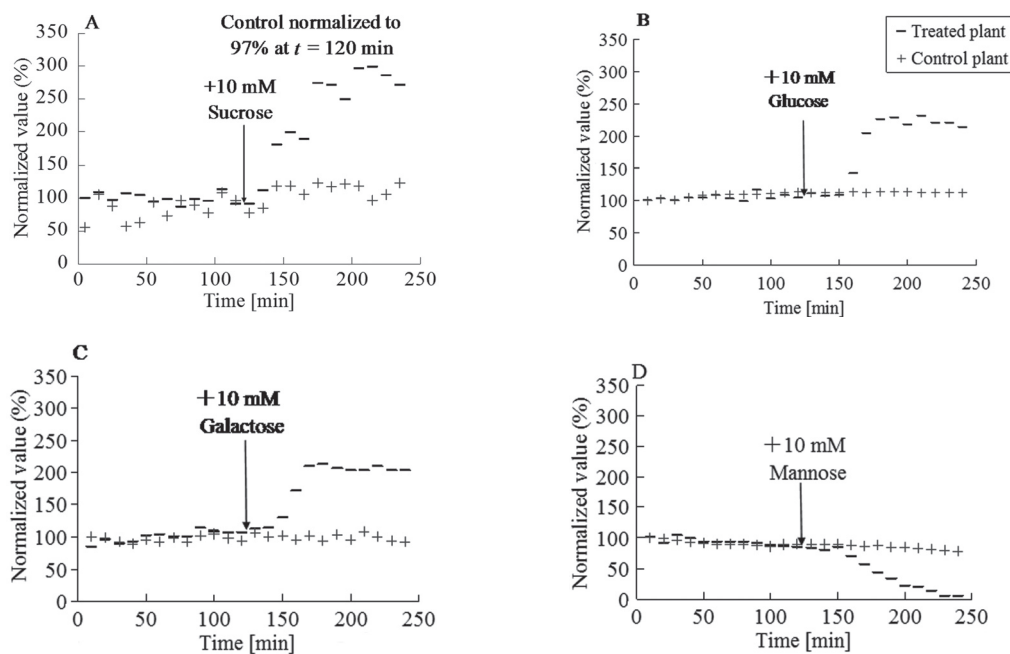 A
Control normalized to
97% at t = 120 min
+10 mM
Sucrose
Normalized value (%)
350
300
250
200
150
100
50
0
0 50 100 150 200 250
Time [min]
B
− Treated plant
+ Control plant
+10 mM
Glucose
Normalized value (%)
350
300
250
200
150
100
50
0
0 50 100 150 200 250
Time [min]
C
+10 mM
Galactose
Normalized value (%)
350
300
250
200
150
100
50
0
0 50 100 150 200 250
Time [min]
D
+10 mM
Mannose
Normalized value (%)
350
300
250
200
150
100
50
0
0 50 100 150 200 250
Time [min]